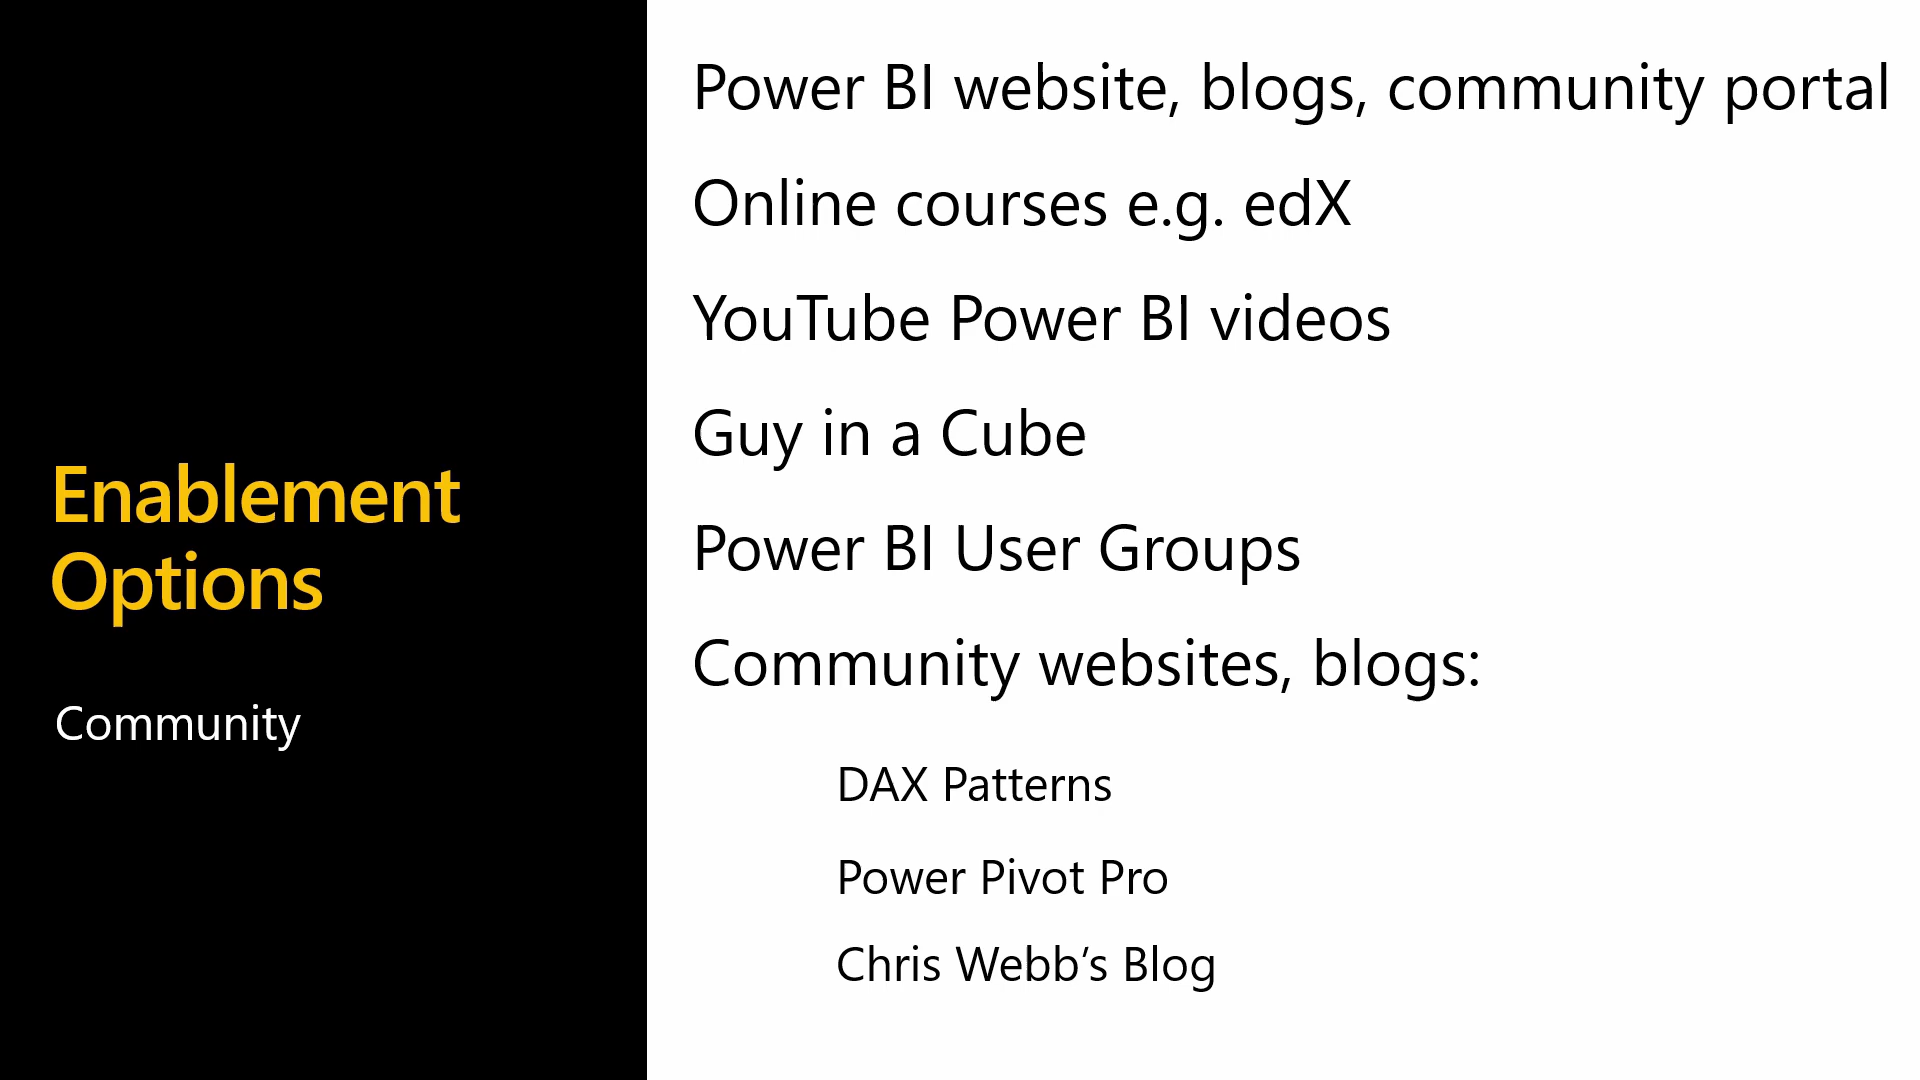 Enablement
Options
Community
Power BI website, blogs, community portal
Online courses e.g. edX
YouTube Power BI videos
Guy in a Cube
Power BI User Groups
Community websites, blogs:
DAX Patterns
Power Pivot Pro
Chris Webb’s Blog